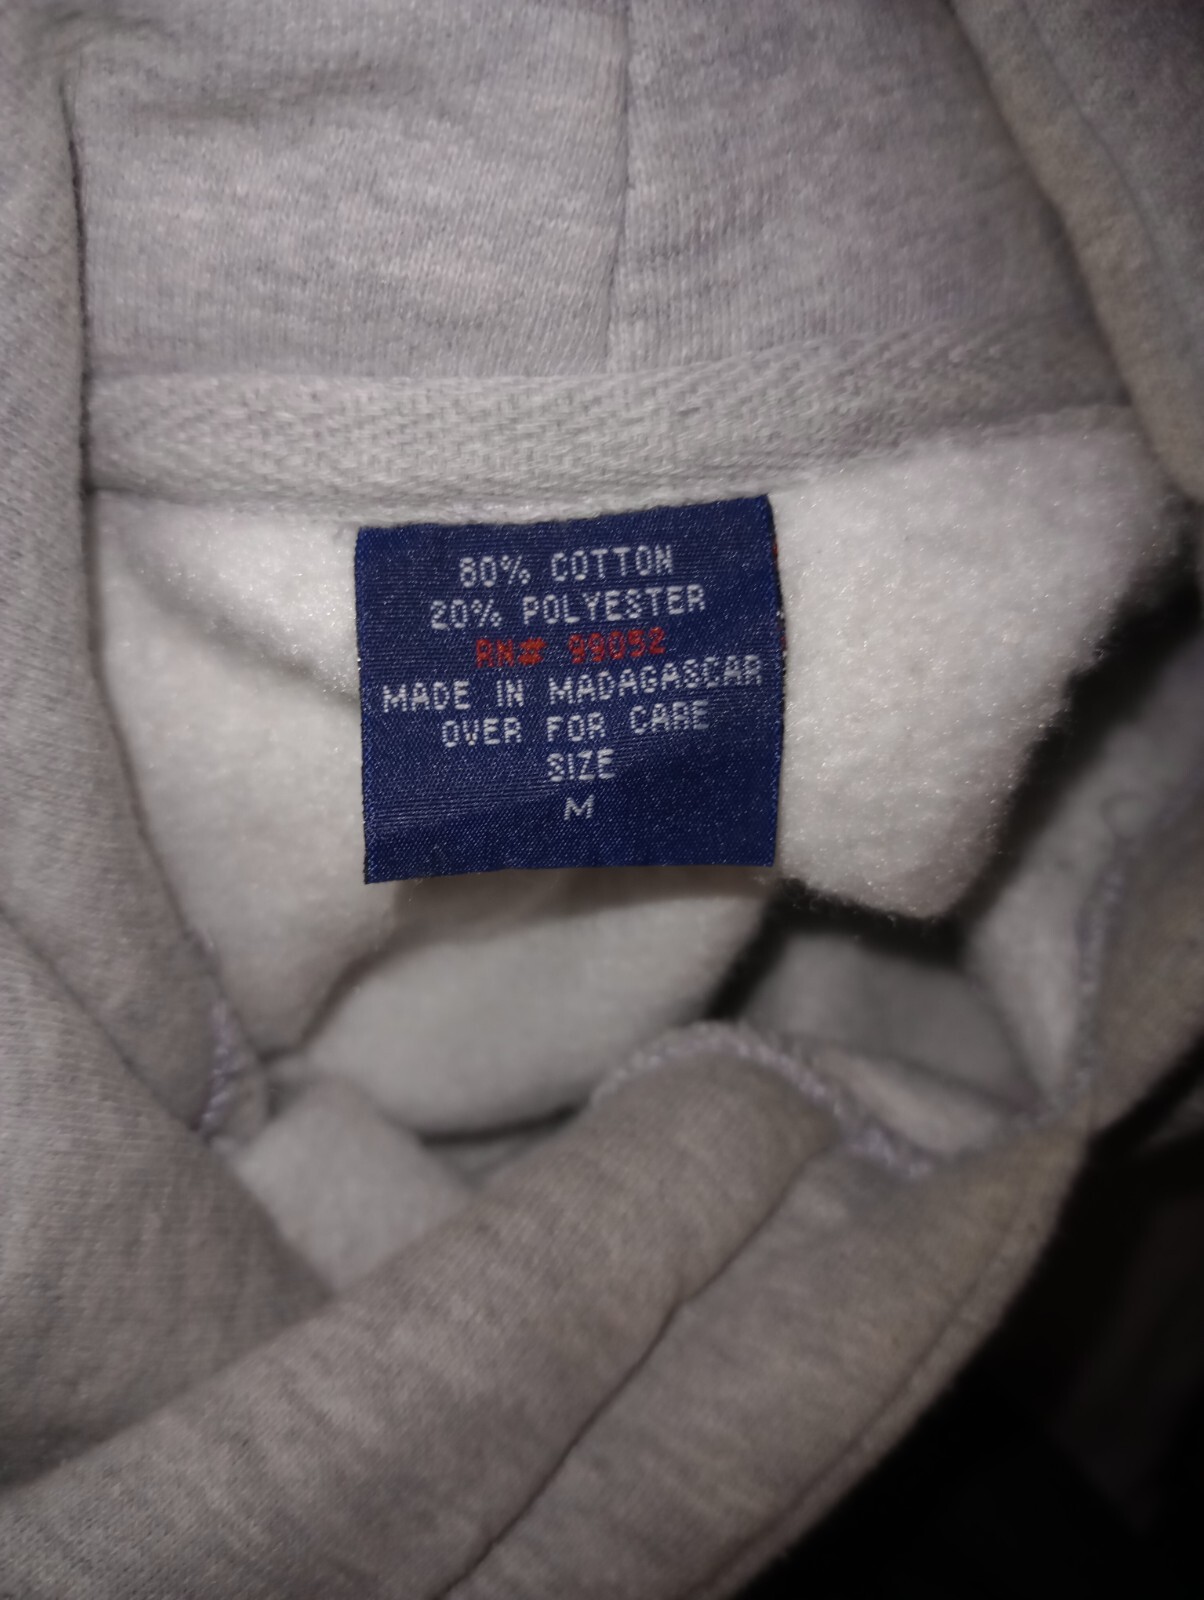 80% COTTON
20% POLYESTER
RN# 99052
MADE IN MADAGASCAR
OVER FOR CARE
SIZE
M